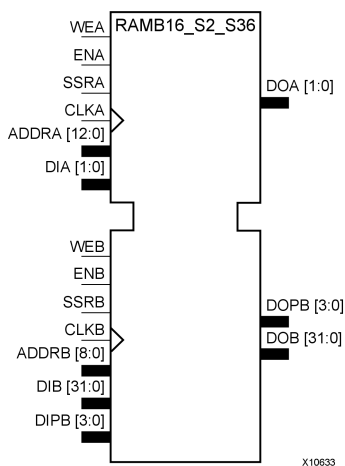 RAMB16_S2_S36
WEA
ENA
SSRA
CLKA
ADDRA [12:0]
DIA [1:0]
DOA [1:0]
WEB
ENB
SSRB
CLKB
ADDRB [8:0]
DIB [31:0]
DIPB [3:0]
DOPB [3:0]
DOB [31:0]
X10633